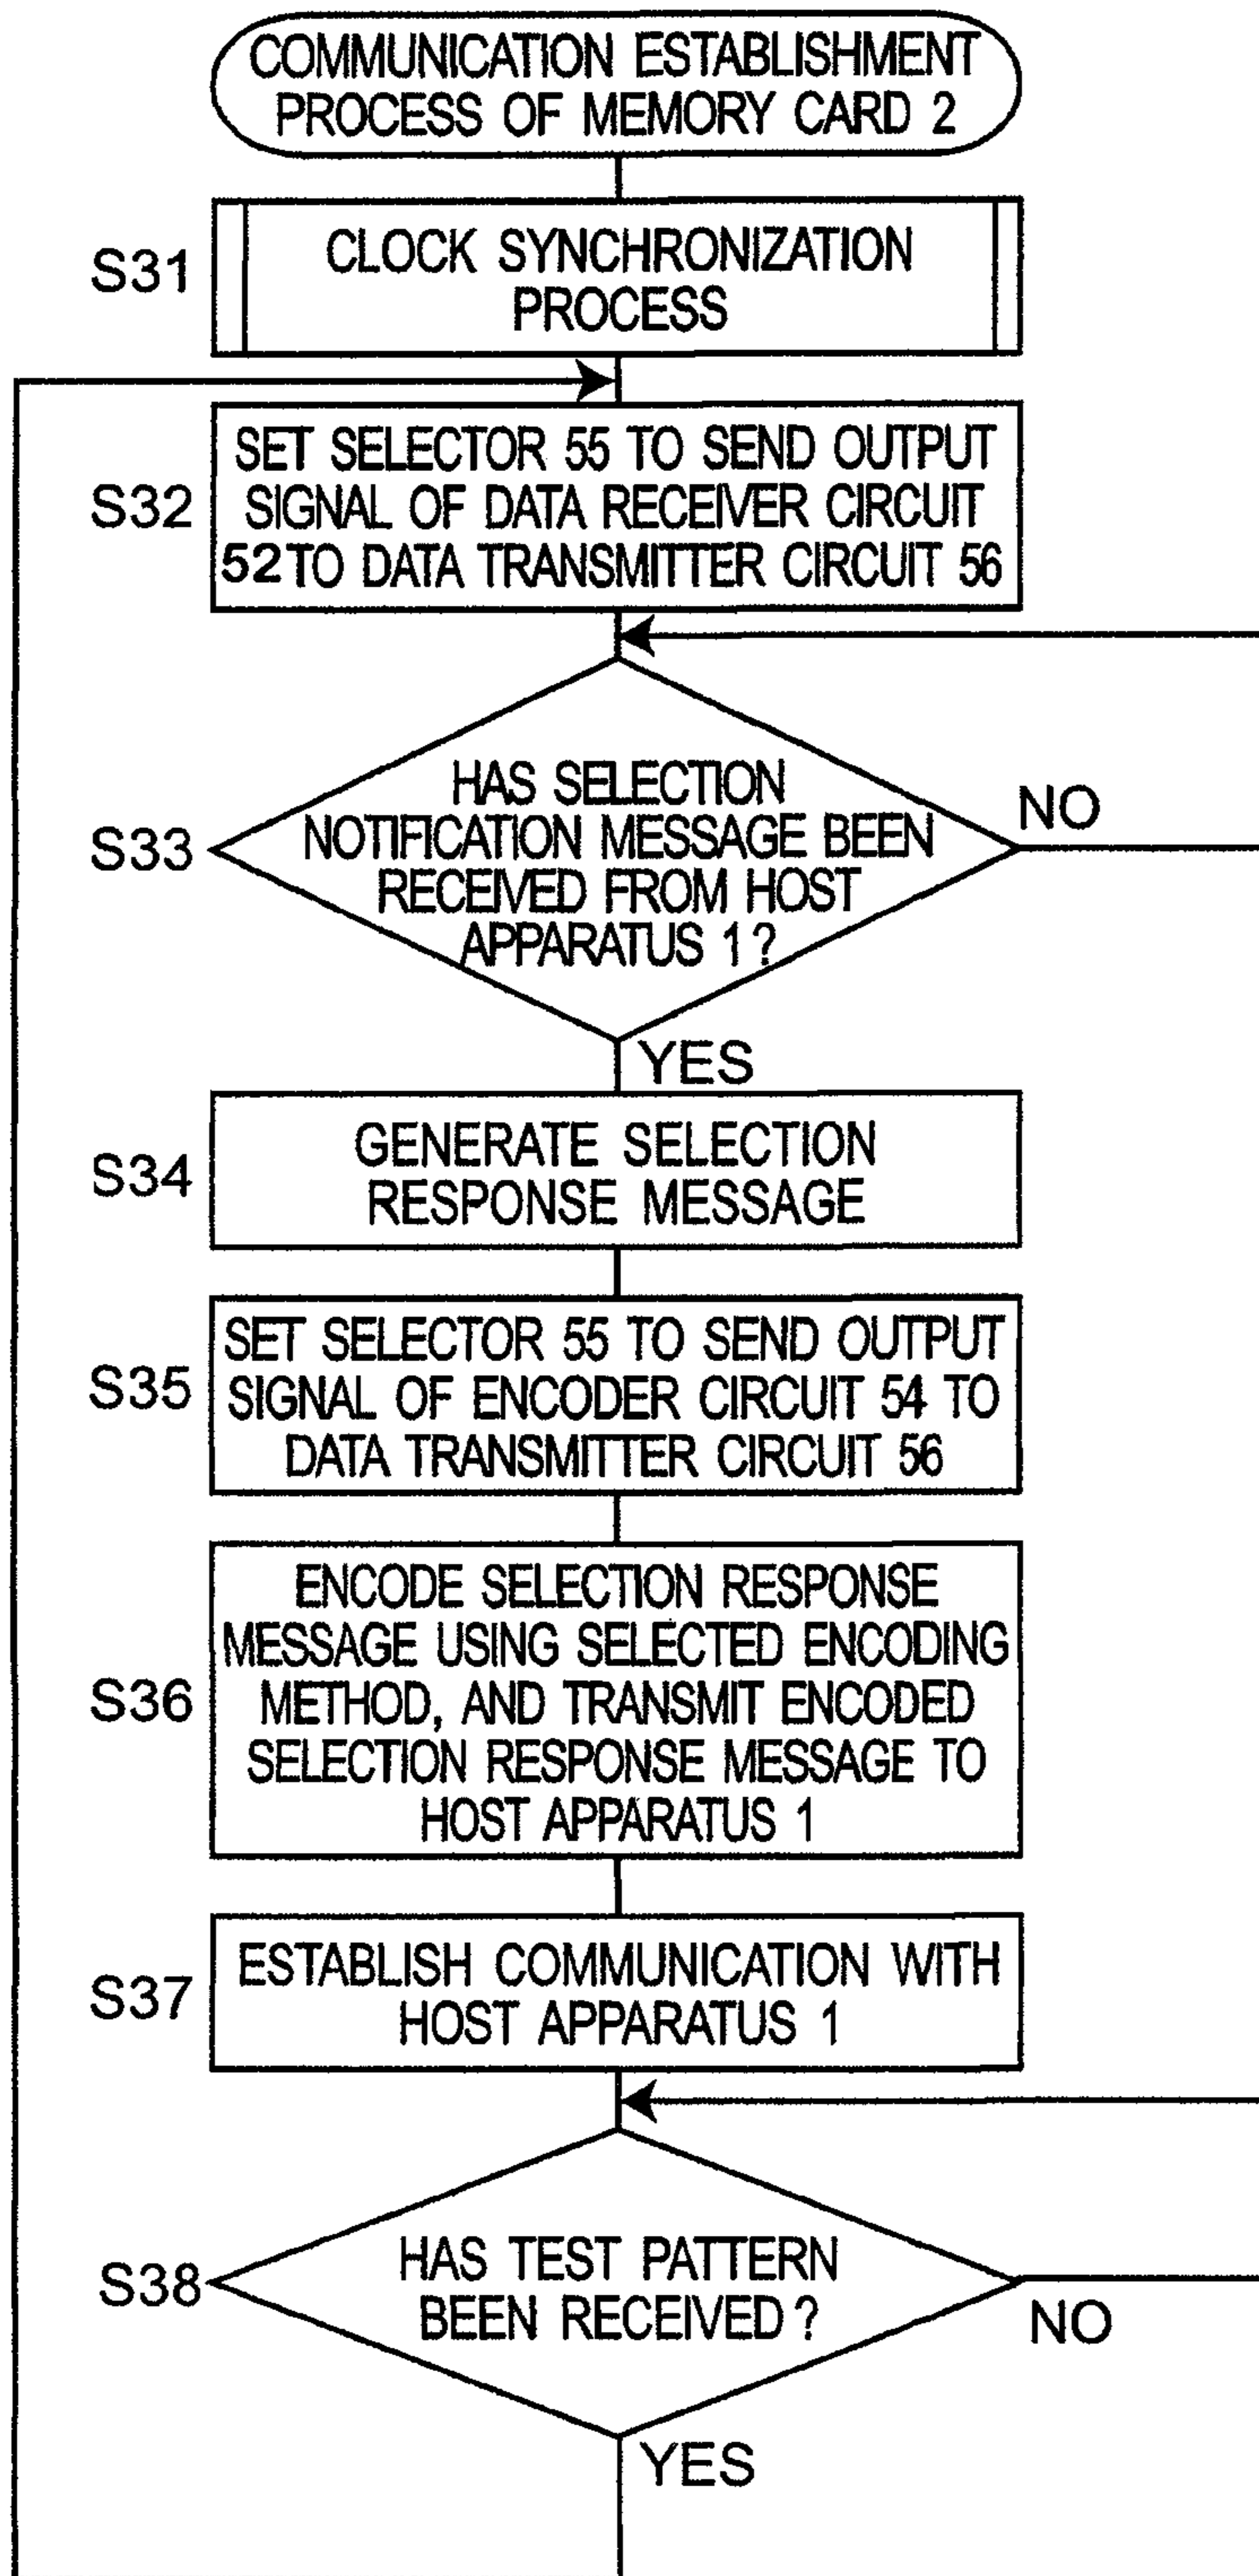 COMMUNICATION ESTABLISHMENT
PROCESS OF MEMORY CARD 2
S31
CLOCK SYNCHRONIZATION
PROCESS
S32
SET SELECTOR 55 TO SEND OUTPUT
SIGNAL OF DATA RECEIVER CIRCUIT
52 TO DATA TRANSMITTER CIRCUIT 56
S33
HAS SELECTION
NOTIFICATION MESSAGE BEEN
RECEIVED FROM HOST
APPARATUS 1?
NO
YES
S34
GENERATE SELECTION
RESPONSE MESSAGE
S35
SET SELECTOR 55 TO SEND OUTPUT
SIGNAL OF ENCODER CIRCUIT 54 TO
DATA TRANSMITTER CIRCUIT 56
S36
ENCODE SELECTION RESPONSE
MESSAGE USING SELECTED ENCODING
METHOD, AND TRANSMIT ENCODED
SELECTION RESPONSE MESSAGE TO
HOST APPARATUS 1
S37
ESTABLISH COMMUNICATION WITH
HOST APPARATUS 1
S38
HAS TEST PATTERN
BEEN RECEIVED?
NO
YES